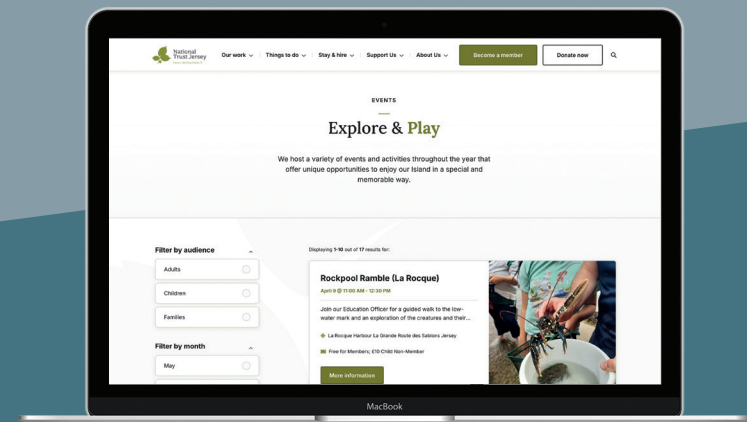 National
Trust Jersey
Our work
Things to do
Stay & hire
Support Us
About Us
Become a member
Donate now
EVENTS
Explore & Play
We host a variety of events and activities throughout the year that
offer unique opportunities to enjoy our Island in a special and
memorable way.
Filter by audience
Adults
Children
Families
Filter by month
May
Displaying 1-10 out of 17 results for:
Rockpool Ramble (La Rocque)
April 9 @ 11:00 AM - 12:30 PM
Join our Education Officer for a guided walk to the low-
water mark and an exploration of the creatures and their...
La Rocque Harbour La Grande Route des Sablons Jersey
Free for Members; £10 Child Non-Member
More information
MacBook